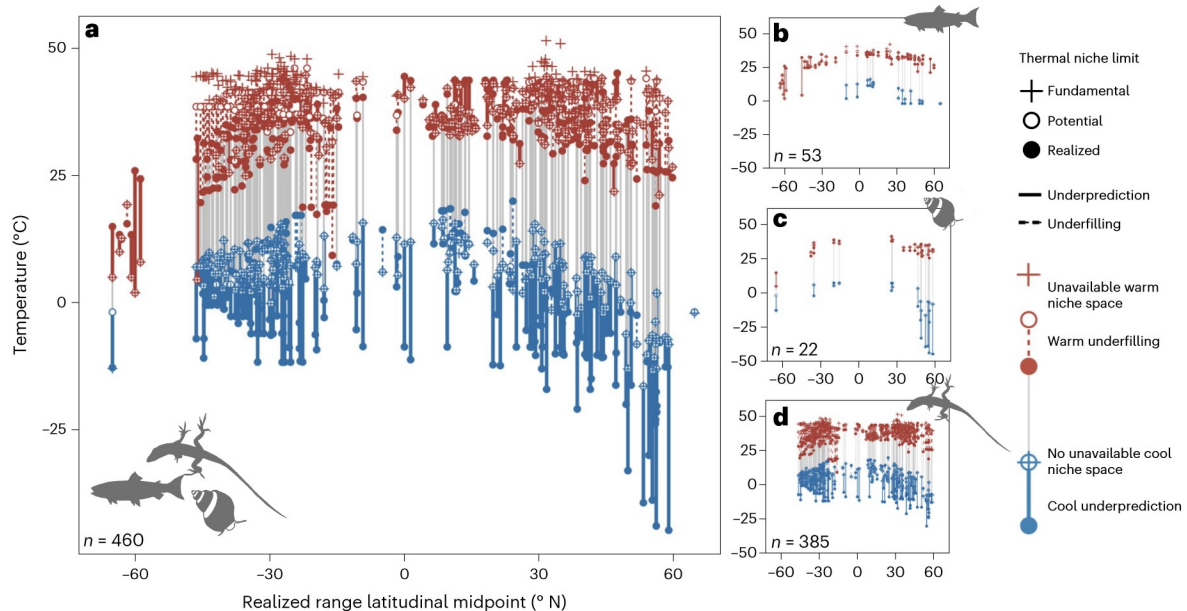 a
50
25
0
−25
−60
−30
0
30
60
Temperature (°C)
Realized range latitudinal midpoint (° N)
n = 460
b
50
25
0
−25
−50
−60
−30
0
30
60
n = 53
c
50
25
0
−25
−50
−60
−30
0
30
60
n = 22
d
50
25
0
−25
−50
−60
−30
0
30
60
n = 385
Thermal niche limit
Fundamental
Potential
Realized
Underprediction
Underfilling
Unavailable warm
niche space
Warm underfilling
No unavailable cool
niche space
Cool underprediction